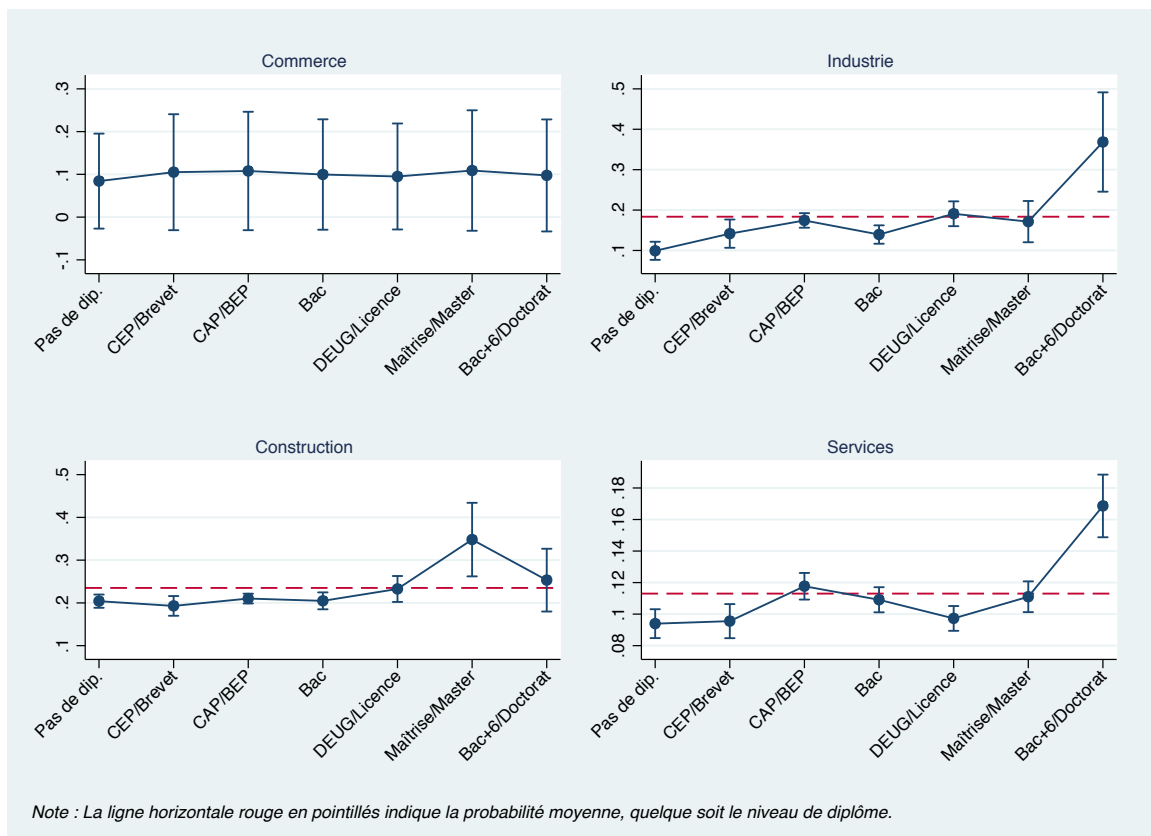 Commerce
.3
.2
.1
0
-.1
Pas de dip.
CEP/Brevet
CAP/BEP
Bac
DEUG/Licence
Maîtrise/Master
Bac+6/Doctorat
Industrie
.5
.4
.3
.2
.1
Pas de dip.
CEP/Brevet
CAP/BEP
Bac
DEUG/Licence
Maîtrise/Master
Bac+6/Doctorat
Construction
.5
.4
.3
.2
.1
Pas de dip.
CEP/Brevet
CAP/BEP
Bac
DEUG/Licence
Maîtrise/Master
Bac+6/Doctorat
Services
.18
.16
.14
.12
.1
.08
Pas de dip.
CEP/Brevet
CAP/BEP
Bac
DEUG/Licence
Maîtrise/Master
Bac+6/Doctorat
Note : La ligne horizontale rouge en pointillés indique la probabilité moyenne, quelque soit le niveau de diplôme.